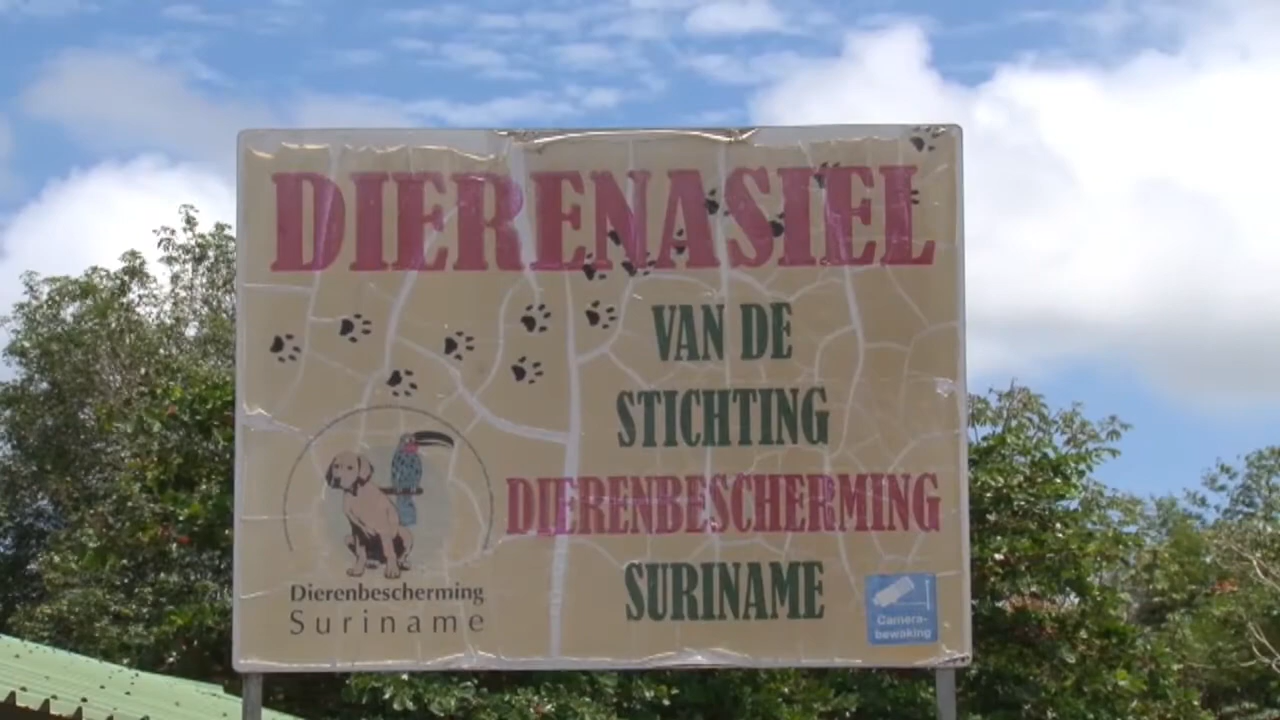 DIERENASIEL
VAN DE
STICHTING
DIERENBESCHERMING
SURINAME
Dierenbescherming
Suriname
Camera-
bewaking